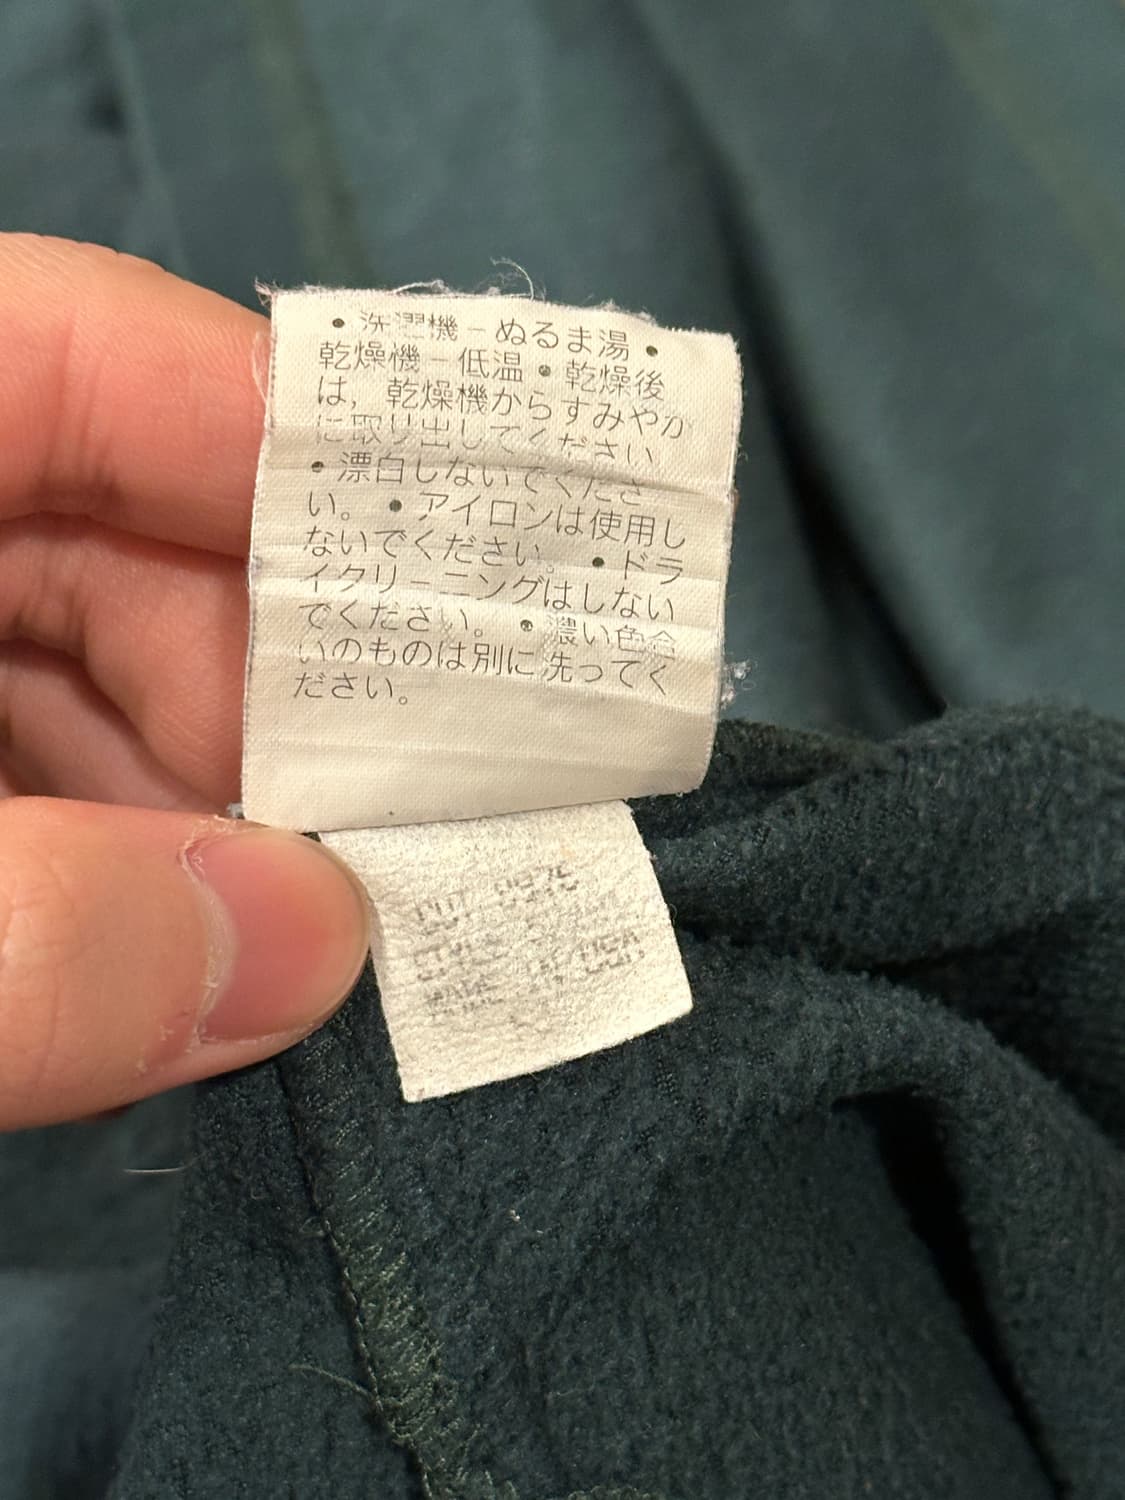 • 洗濯機－ぬるま湯 •
乾燥機－低温 • 乾燥後
は, 乾燥機からすみやか
に取り出してください
• 漂白しないでくださ
い。 • アイロンは使用し
ないでください。 • ドラ
イクリーニングはしない
でください。 • 濃い色合
いのものは別に洗ってく
ださい。
CUT
STYLE
MADE IN USA